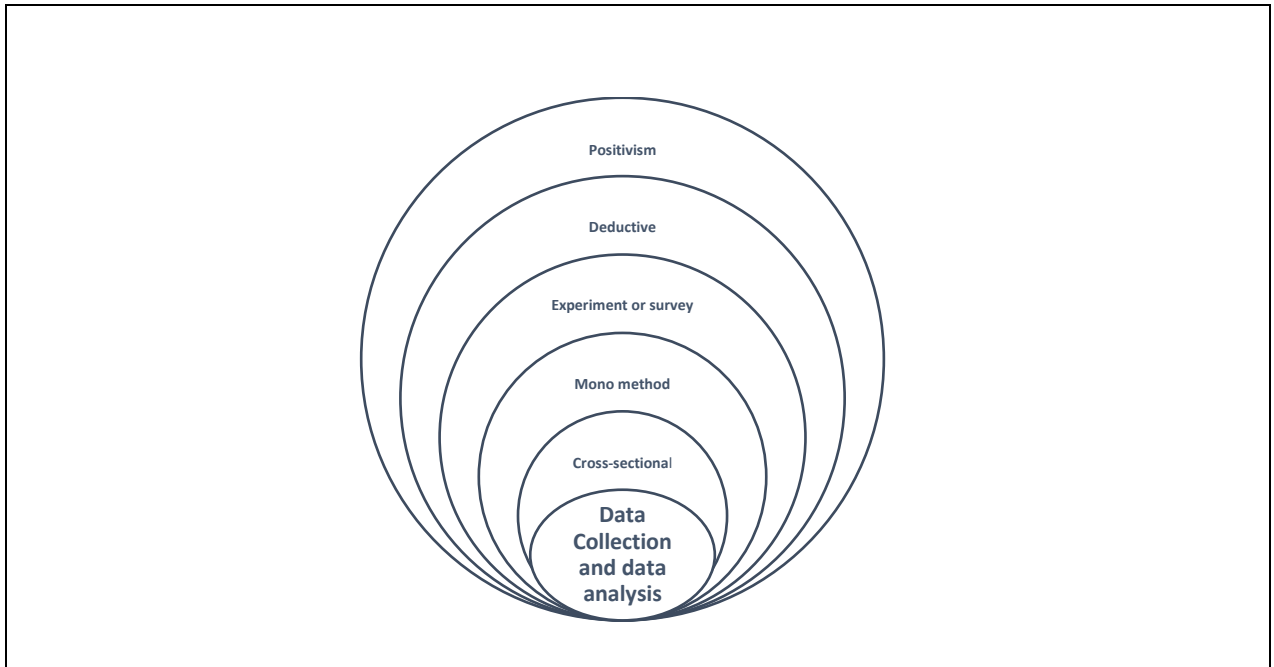 Positivism
Deductive
Experiment or survey
Mono method
Cross-sectional
Data
Collection
and data
analysis